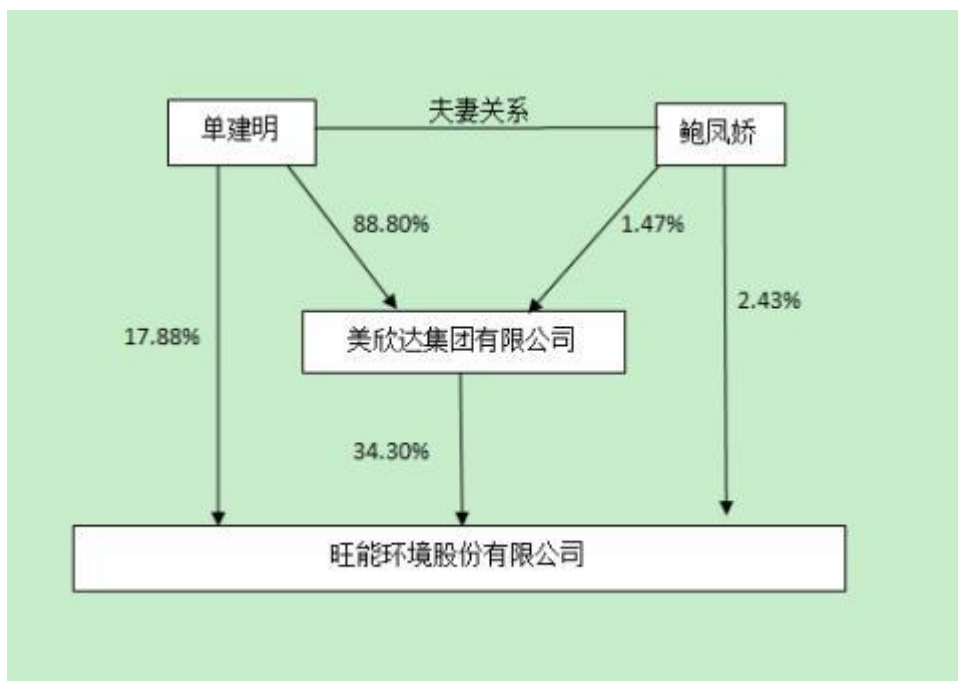 夫妻关系
单建明
鲍凤娇
88.80%
1.47%
2.43%
17.88%
美欣达集团有限公司
34.30%
旺能环境股份有限公司